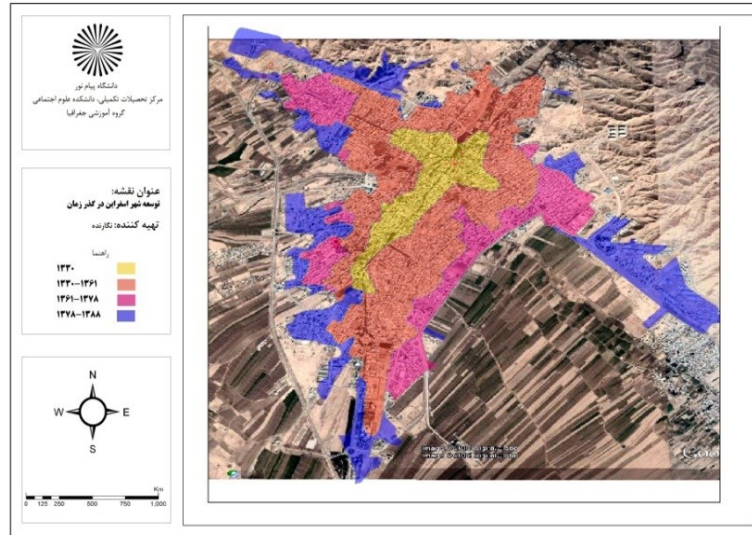 دانشگاه پیام نور
مرکز تحصیلات تکمیلی، دانشکده علوم اجتماعی
گروه آموزشی جغرافیا
عنوان نقشه:
توسعه شهر اسفراین در گذر زمان
تهیه کننده: نگارنده
راهنما
۱۳۳۰
۱۳۳۰-۱۳۶۱
۱۳۶۱-۱۳۷۸
۱۳۷۸-۱۳۸۸
N
W E
S
Km
0 125 250 500 750 1,000